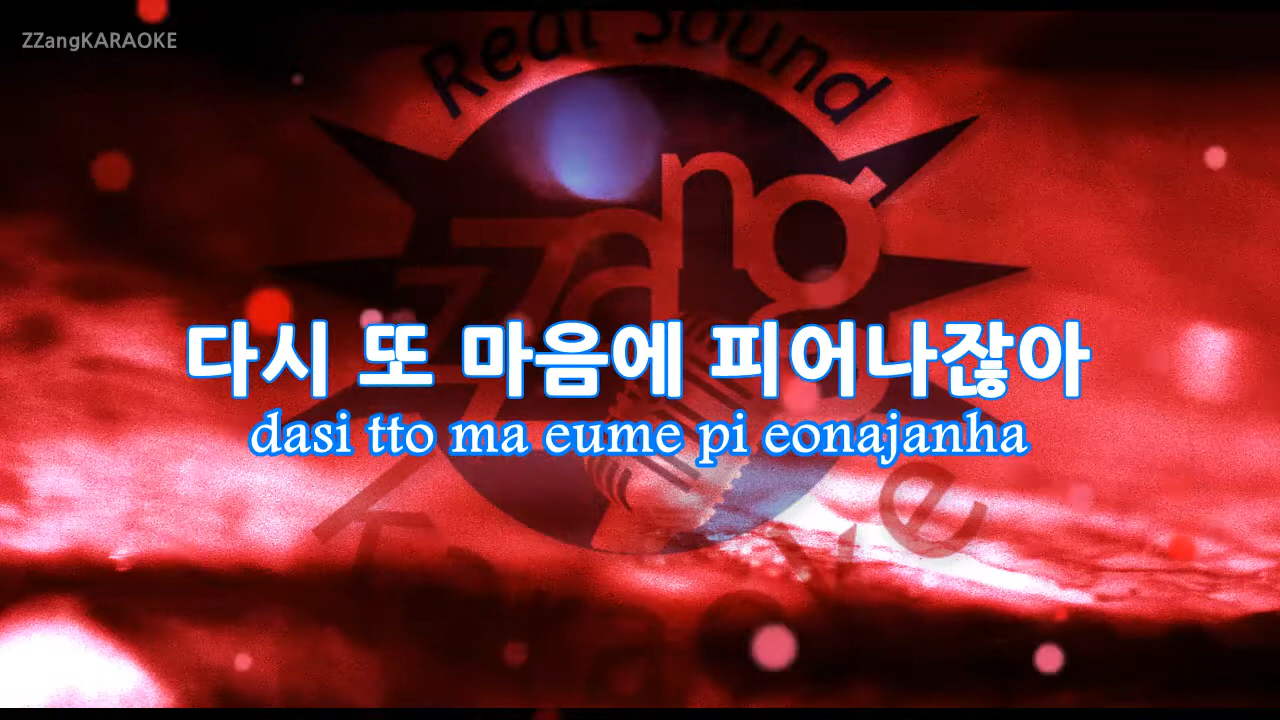 ZZangKARAOKE
Real Sound
ZZang
다시 또 마음에 피어나잖아
dasi tto ma eume pi eonajanha